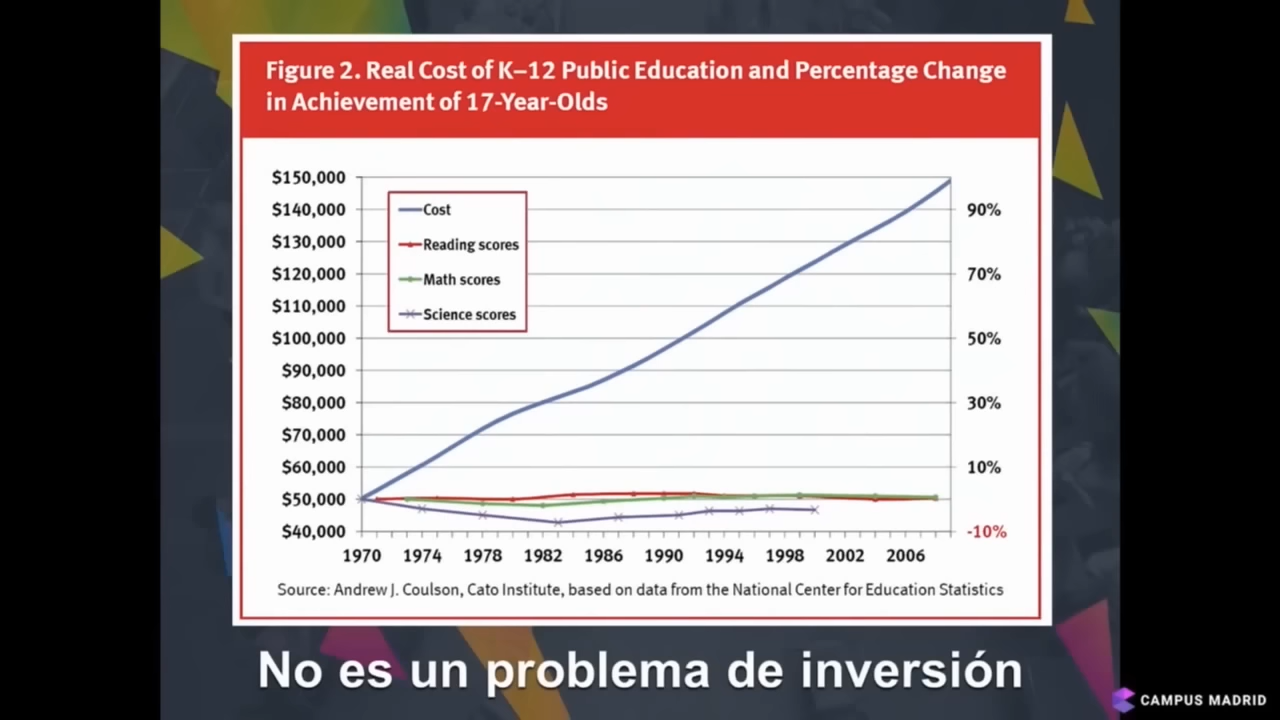 Figure 2. Real Cost of K–12 Public Education and Percentage Change
in Achievement of 17-Year-Olds
$150,000
$140,000
$130,000
$120,000
$110,000
$100,000
$90,000
$80,000
$70,000
$60,000
$50,000
$40,000
Cost
Reading scores
Math scores
Science scores
90%
70%
50%
30%
10%
-10%
1970 1974 1978 1982 1986 1990 1994 1998 2002 2006
Source: Andrew J. Coulson, Cato Institute, based on data from the National Center for Education Statistics
No es un problema de inversión
CAMPUS MADRID